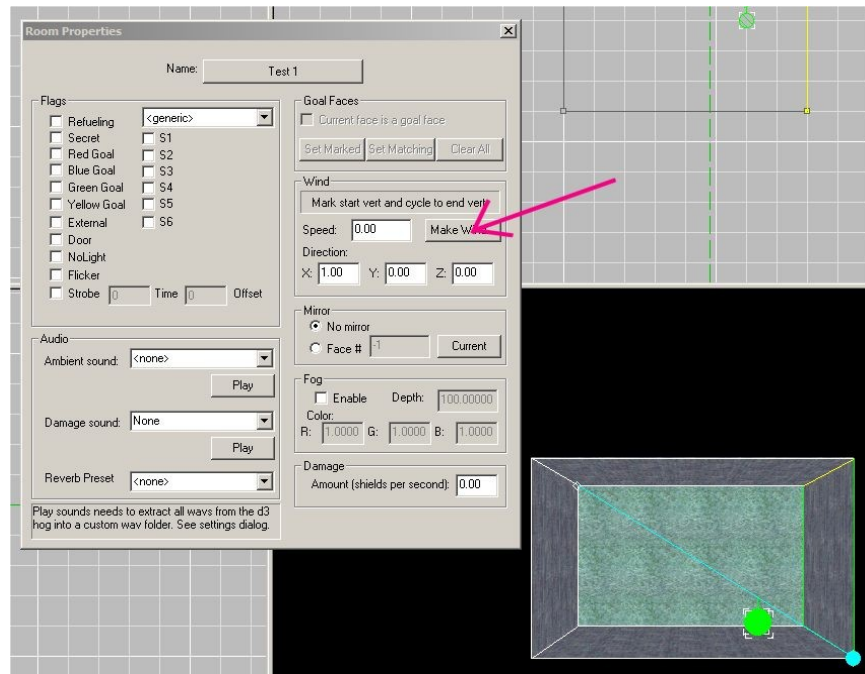 Room Properties
Name: Test 1
Flags
Refueling <generic>
Secret S1
Red Goal S2
Blue Goal S3
Green Goal S4
Yellow Goal S5
External S6
Door
NoLight
Flicker
Strobe 0 Time 0 Offset
Audio
Ambient sound: <none>
Play
Damage sound: None
Play
Reverb Preset <none>
Play sounds needs to extract all wavs from the d3
hog into a custom wav folder. See settings dialog.
Goal Faces
Current face is a goal face
Set Marked Set Matching Clear All
Wind
Mark start vert and cycle to end vert
Speed: 0.00 Make Wind
Direction:
X: 1.00 Y: 0.00 Z: 0.00
Mirror
No mirror
Face # -1 Current
Fog
Enable Depth: 100.00000
Color:
R: 1.0000 G: 1.0000 B: 1.0000
Damage
Amount (shields per second): 0.00